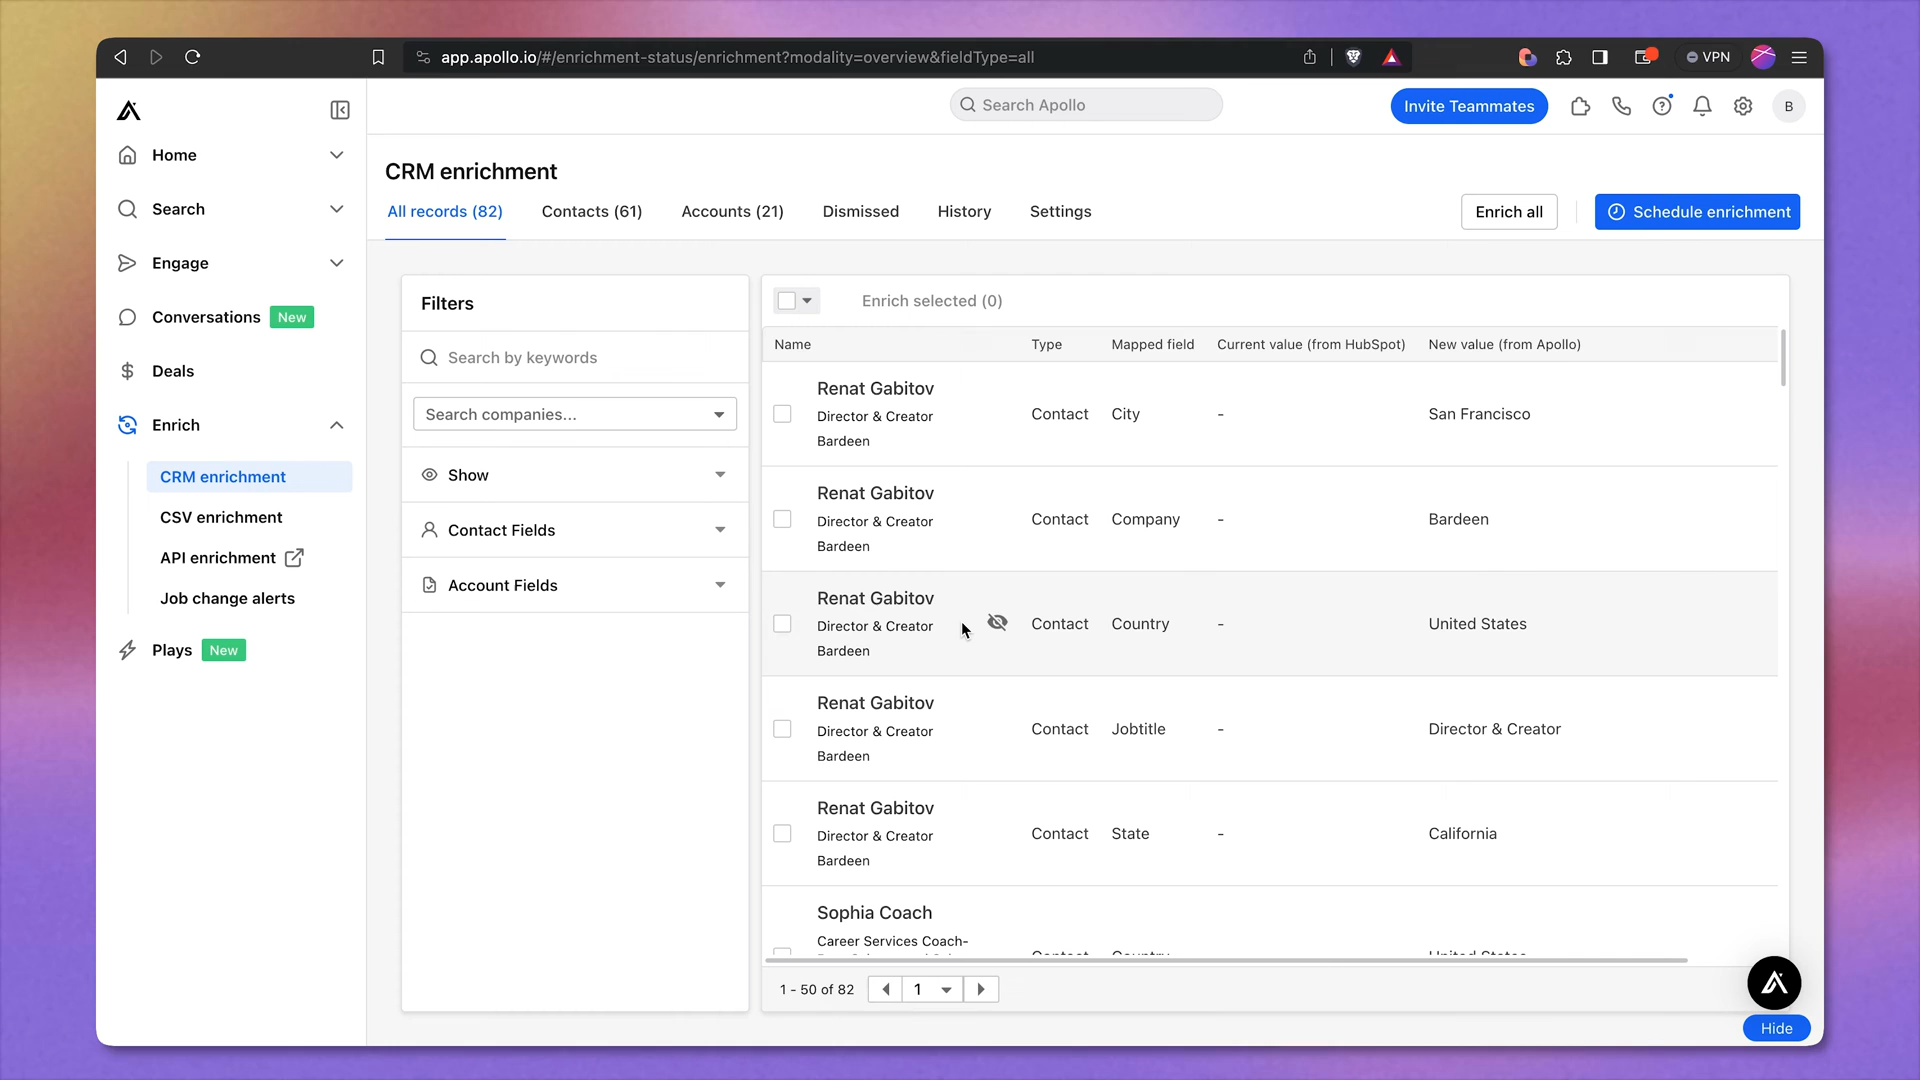 app.apollo.io/#/enrichment-status/enrichment?modality=overview&fieldType=all
VPN
Search Apollo
Invite Teammates
B
Home
Search
Engage
Conversations New
Deals
Enrich
CRM enrichment
CSV enrichment
API enrichment
Job change alerts
Plays New
CRM enrichment
All records (82) Contacts (61) Accounts (21) Dismissed History Settings
Enrich all Schedule enrichment
Filters
Search by keywords
Search companies...
Show
Contact Fields
Account Fields
Enrich selected (0)
Name Type Mapped field Current value (from HubSpot) New value (from Apollo)
Renat Gabitov
Director & Creator
Bardeen
Contact City - San Francisco
Renat Gabitov
Director & Creator
Bardeen
Contact Company - Bardeen
Renat Gabitov
Director & Creator
Bardeen
Contact Country - United States
Renat Gabitov
Director & Creator
Bardeen
Contact Jobtitle - Director & Creator
Renat Gabitov
Director & Creator
Bardeen
Contact State - California
Sophia Coach
Career Services Coach-
Contact Country United States
1 - 50 of 82 1
Hide